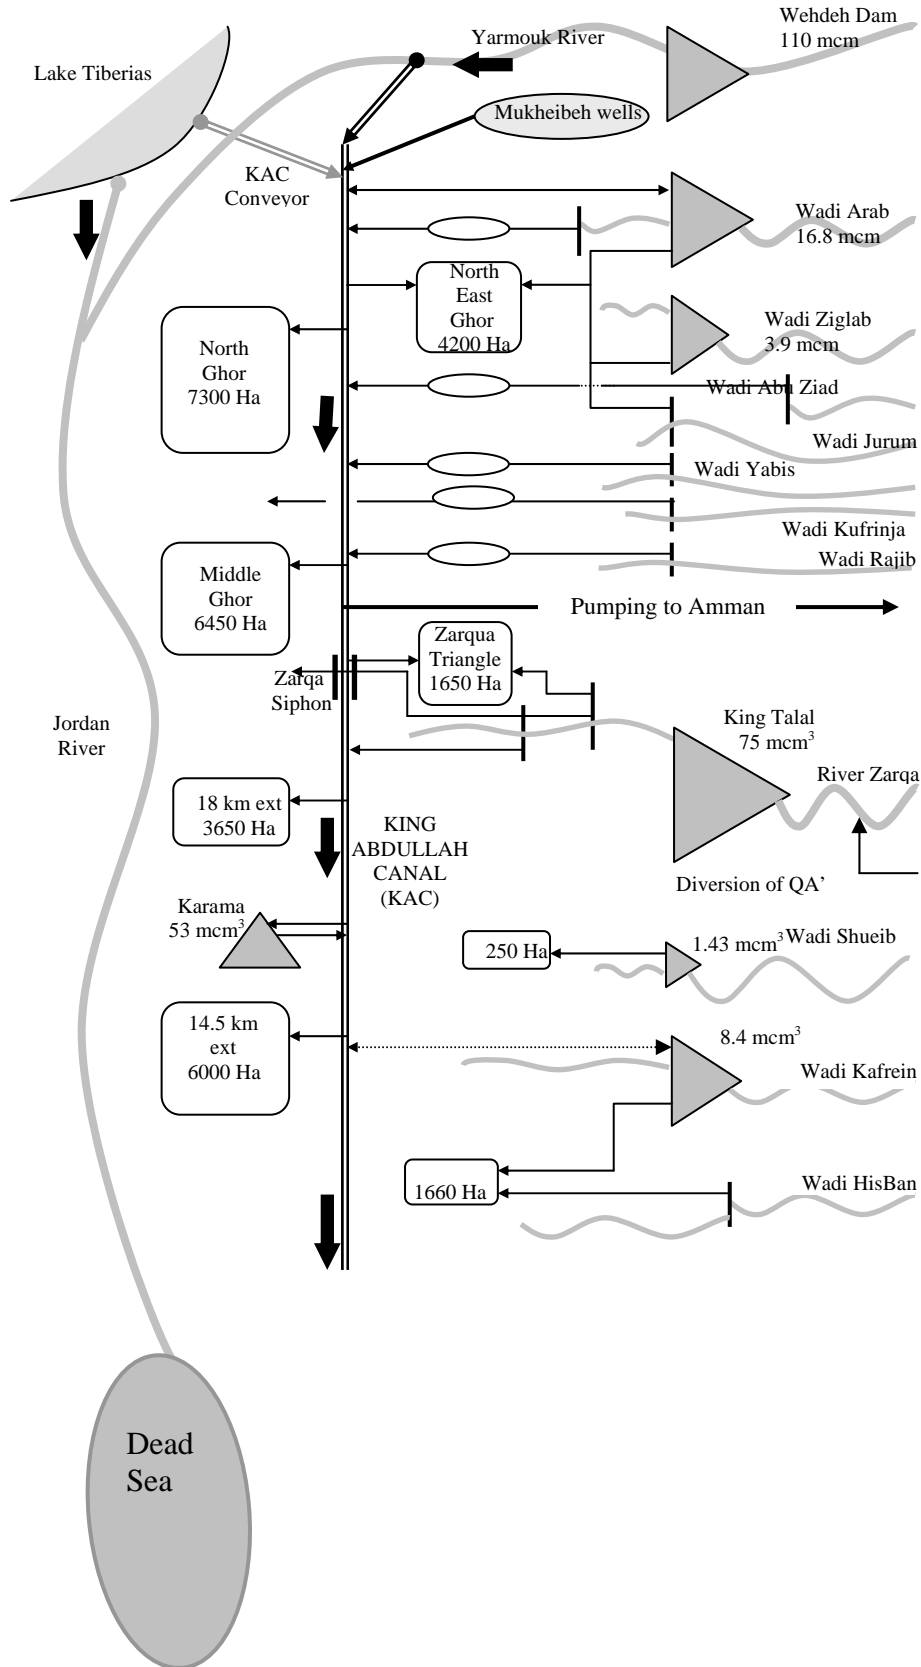 Wehdeh Dam
110 mcm
Yarmouk River
Lake Tiberias
Mukheibeh wells
KAC
Conveyor
Wadi Arab
16.8 mcm
North
East
Ghor
4200 Ha
North
Ghor
7300 Ha
Wadi Ziglab
3.9 mcm
Wadi Abu Ziad
Wadi Jurum
Wadi Yabis
Wadi Kufrinja
Wadi Rajib
Middle
Ghor
6450 Ha
Pumping to Amman
Zarqua
Triangle
1650 Ha
Zarqa
Siphon
Jordan
River
King Talal
75 mcm³
River Zarqa
18 km ext
3650 Ha
KING
ABDULLAH
CANAL
(KAC)
Diversion of QA’
Karama
53 mcm³
250 Ha
1.43 mcm³
Wadi Shueib
14.5 km
ext
6000 Ha
8.4 mcm³
Wadi Kafrein
1660 Ha
Wadi HisBan
Dead
Sea